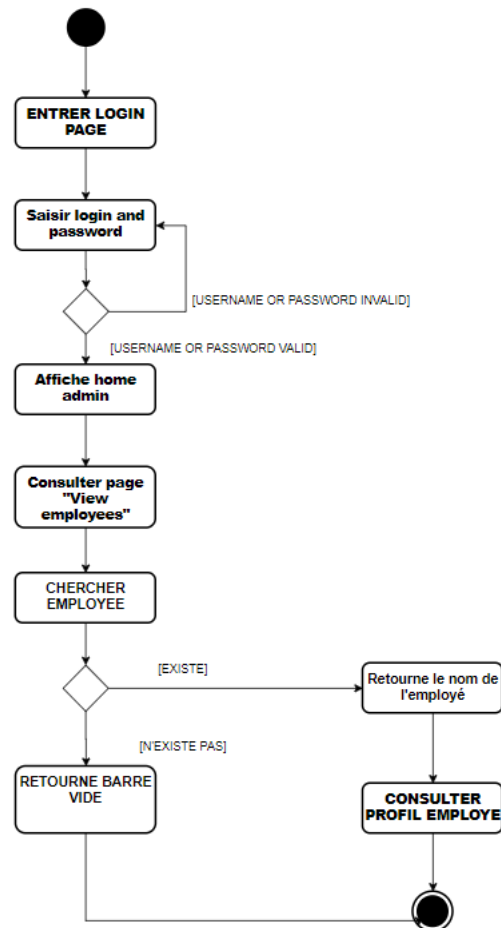 ENTRER LOGIN
PAGE
Saisir login and
password
[USERNAME OR PASSWORD INVALID]
[USERNAME OR PASSWORD VALID]
Affiche home
admin
Consulter page
"View
employees"
CHERCHER
EMPLOYEE
[EXISTE]
Retourne le nom de
l'employé
[N'EXISTE PAS]
RETOURNE BARRE
VIDE
CONSULTER
PROFIL EMPLOYE